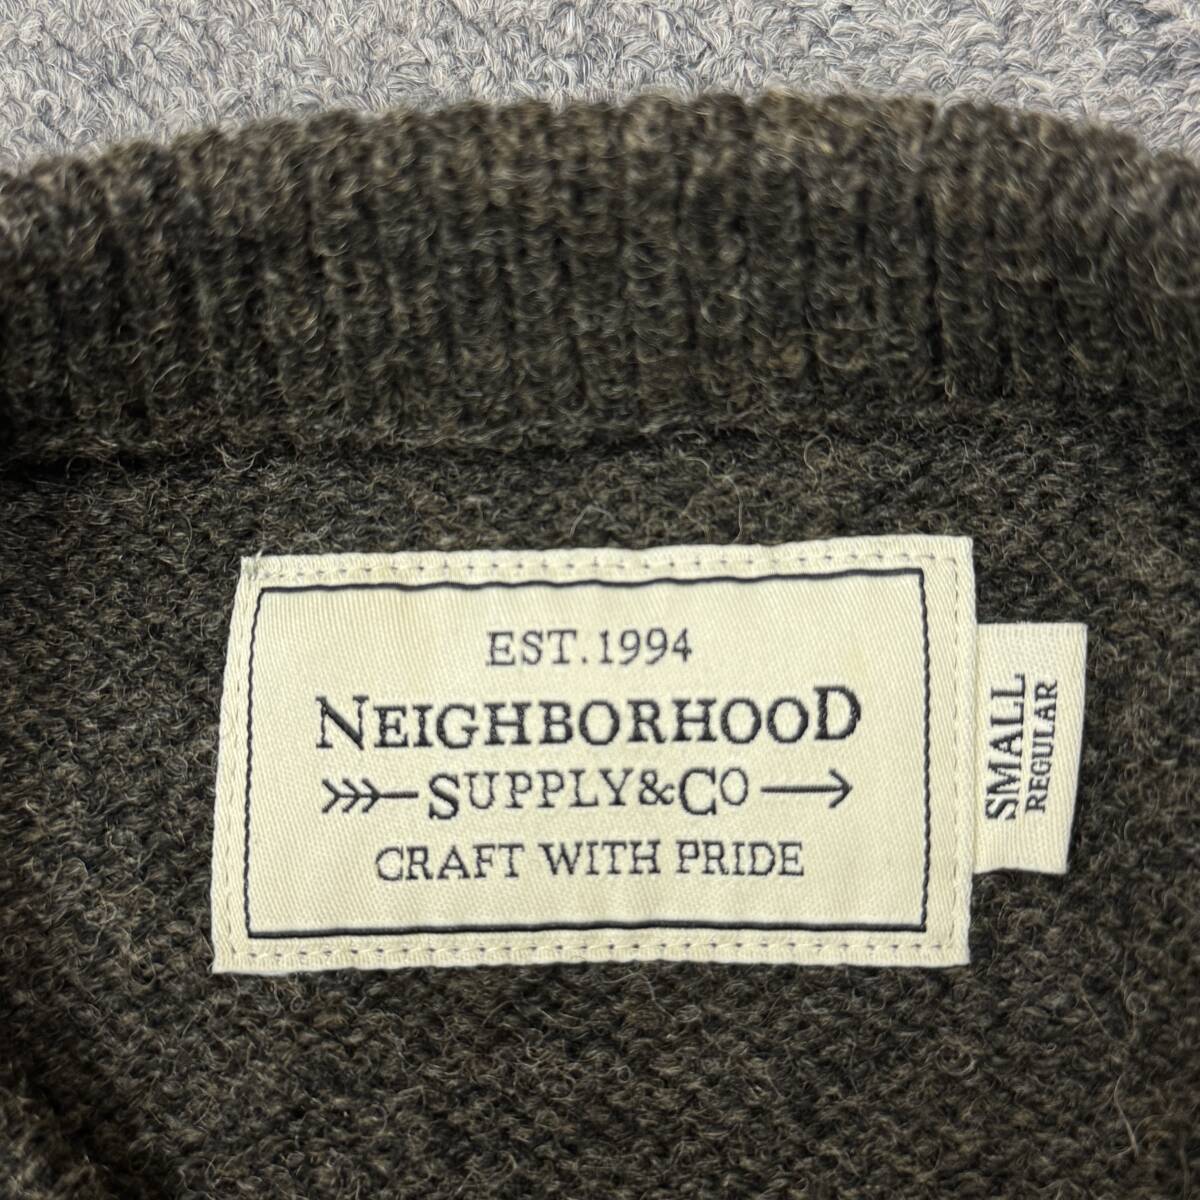 EST.1994
NEIGHBORHOOD
SUPPLY&CO
CRAFT WITH PRIDE
SMALL
REGULAR